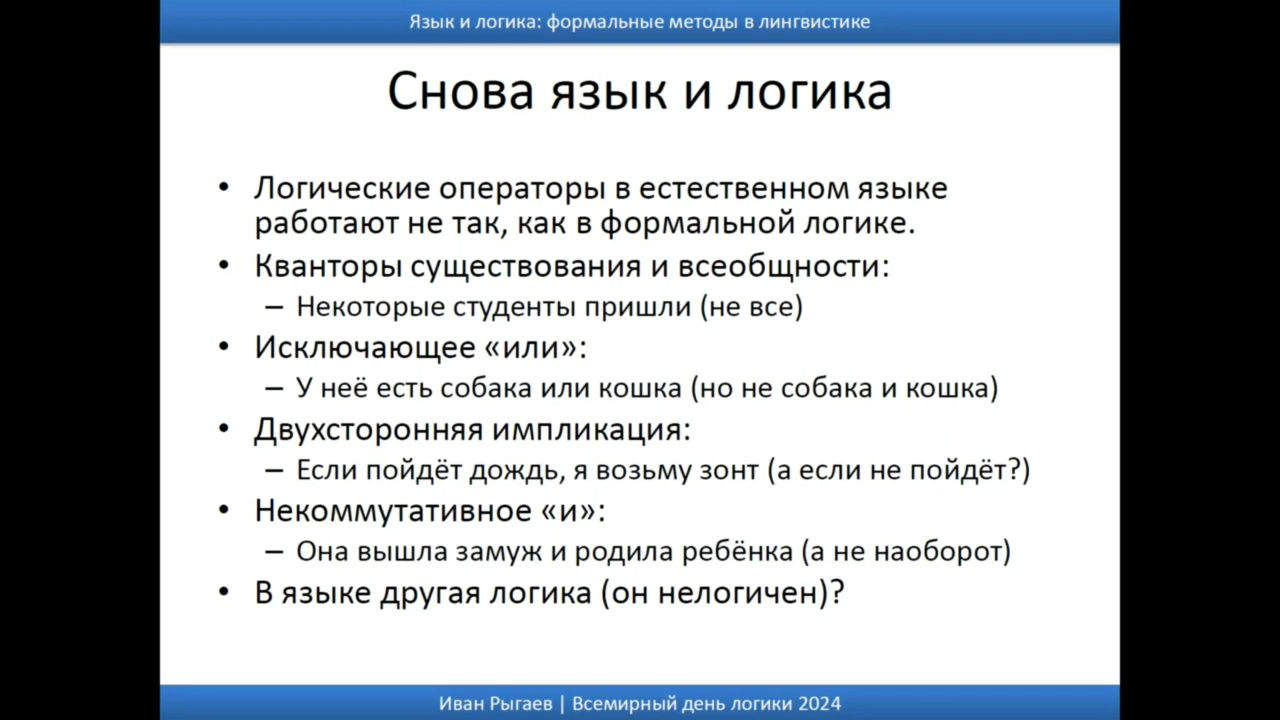 Язык и логика: формальные методы в лингвистике
Снова язык и логика
• Логические операторы в естественном языке
работают не так, как в формальной логике.
• Кванторы существования и всеобщности:
– Некоторые студенты пришли (не все)
• Исключающее «или»:
– У неё есть собака или кошка (но не собака и кошка)
• Двухсторонняя импликация:
– Если пойдёт дождь, я возьму зонт (а если не пойдёт?)
• Некоммутативное «и»:
– Она вышла замуж и родила ребёнка (а не наоборот)
• В языке другая логика (он нелогичен)?
Иван Рыгаев | Всемирный день логики 2024